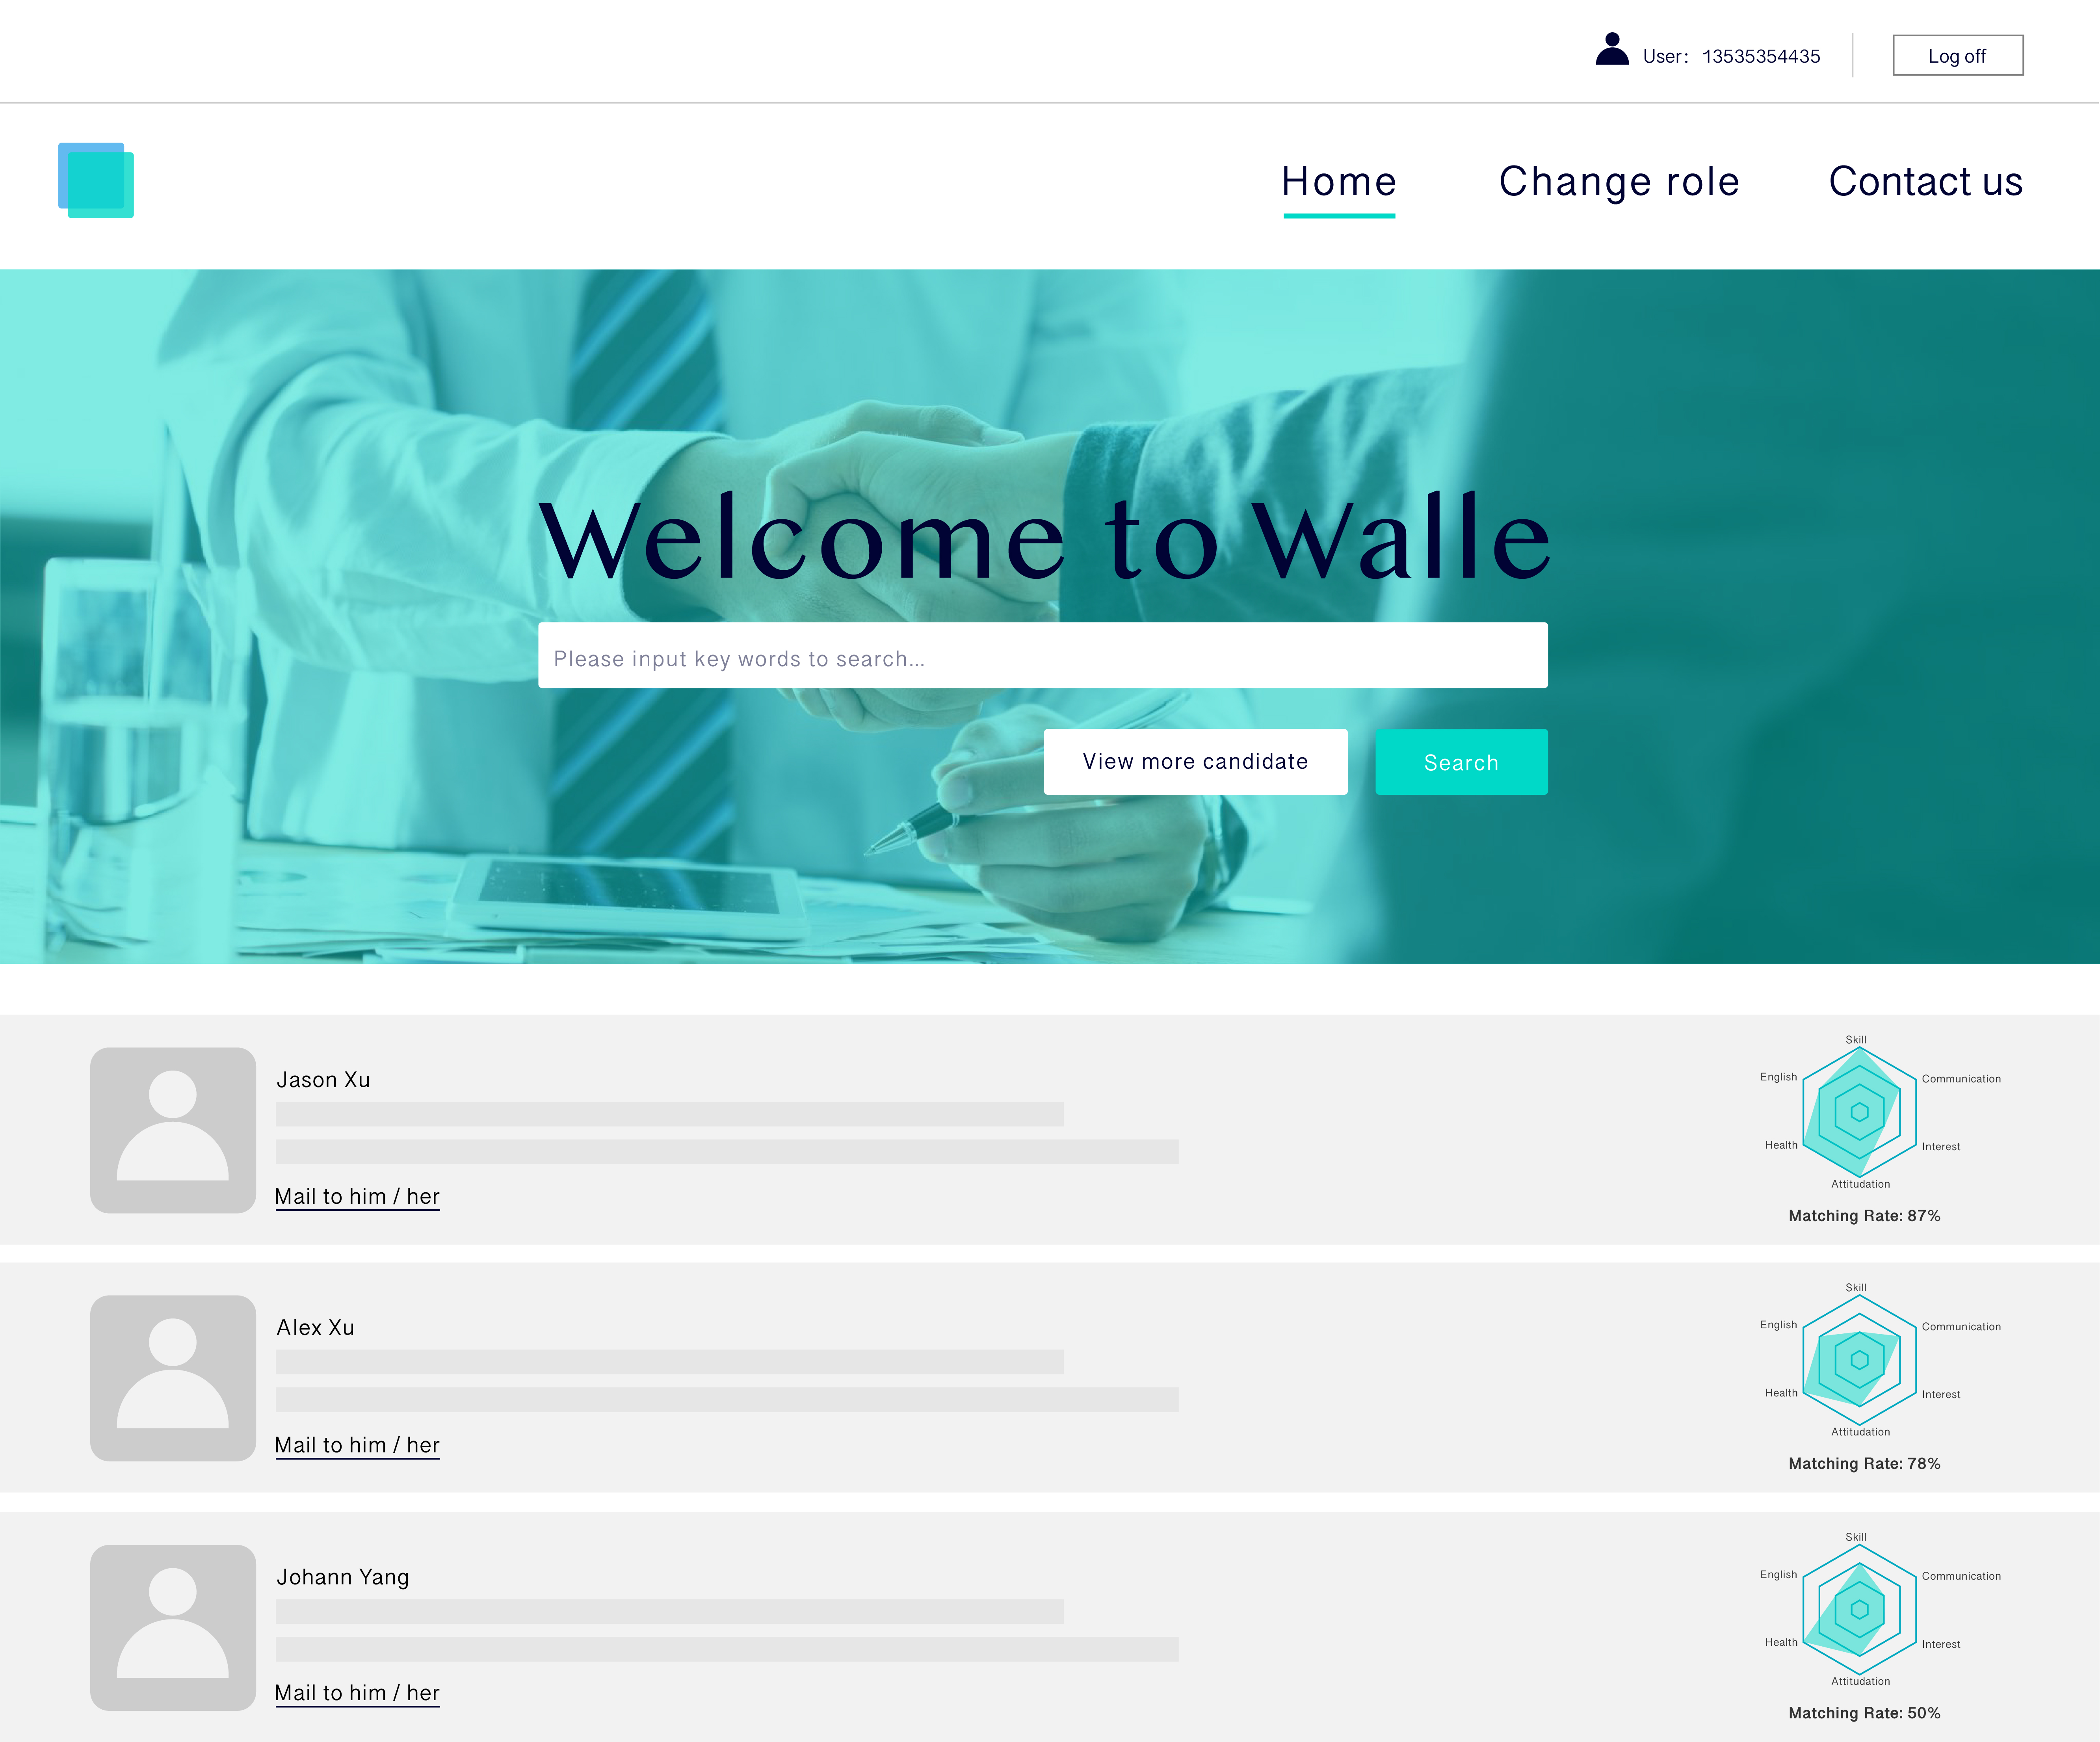 User: 13535354435
Log off
Home
Change role
Contact us
Welcome to Walle
Please input key words to search...
View more candidate
Search
Jason Xu
Mail to him / her
Skill
English
Communication
Health
Interest
Attitudation
Matching Rate: 87%
Alex Xu
Mail to him / her
Skill
English
Communication
Health
Interest
Attitudation
Matching Rate: 78%
Johann Yang
Mail to him / her
Skill
English
Communication
Health
Interest
Attitudation
Matching Rate: 50%